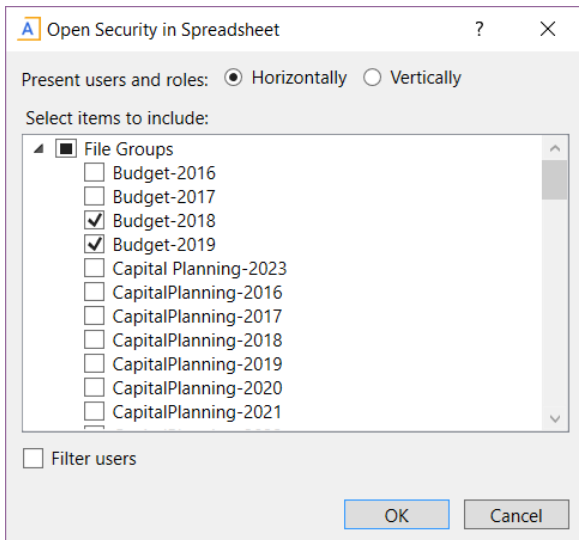 A Open Security in Spreadsheet ?
Present users and roles: Horizontally Vertically
Select items to include:
File Groups
Budget-2016
Budget-2017
Budget-2018
Budget-2019
Capital Planning-2023
CapitalPlanning-2016
CapitalPlanning-2017
CapitalPlanning-2018
CapitalPlanning-2019
CapitalPlanning-2020
CapitalPlanning-2021
Filter users
OK Cancel